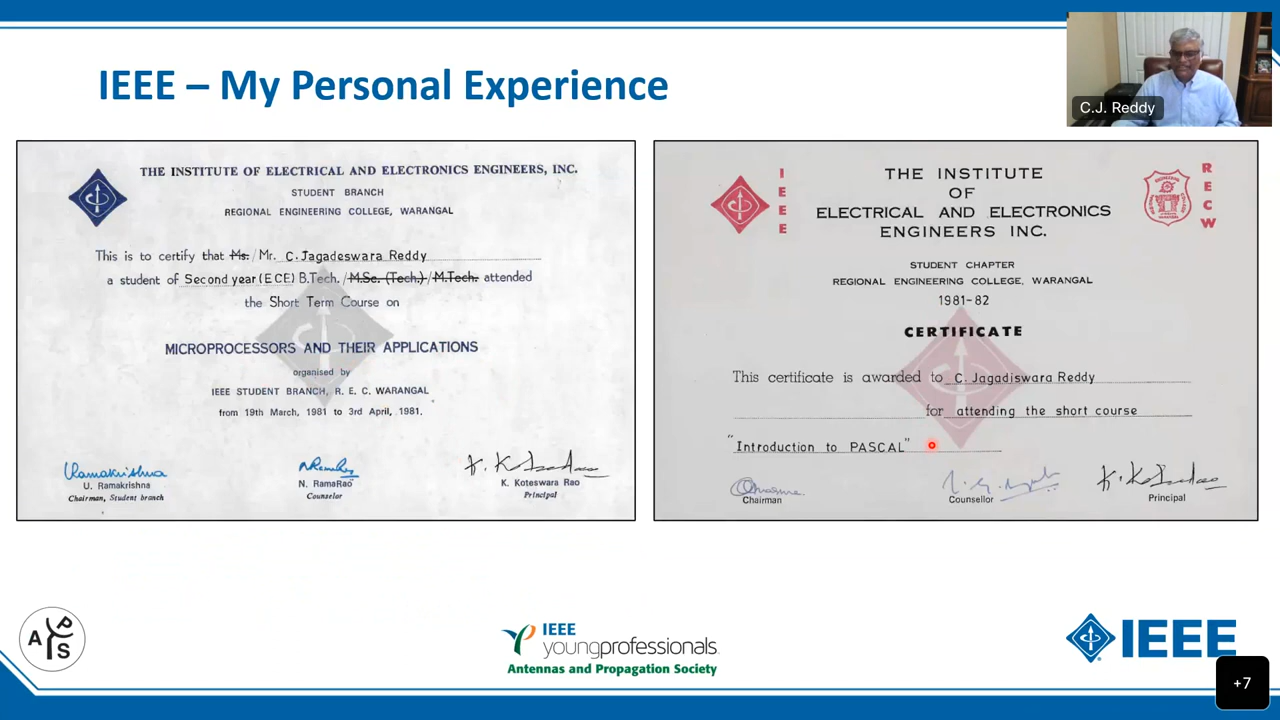 IEEE – My Personal Experience
C.J. Reddy
THE INSTITUTE OF ELECTRICAL AND ELECTRONICS ENGINEERS, INC.
STUDENT BRANCH
REGIONAL ENGINEERING COLLEGE, WARANGAL
This is to certify that Ms. / Mr. C. Jagadeswara Reddy
a student of Second year (ECE) B.Tech. / M.Sc. (Tech.) / M.Tech. attended
the Short Term Course on
MICROPROCESSORS AND THEIR APPLICATIONS
organised by
IEEE STUDENT BRANCH, R. E. C. WARANGAL
from 19th March, 1981 to 3rd April, 1981.
U. Ramakrishna
Chairman, Student branch
N. RamaRao
Counselor
K. Koteswara Rao
Principal
IEEE
THE INSTITUTE
OF
ELECTRICAL AND ELECTRONICS
ENGINEERS INC.
RECW
STUDENT CHAPTER
REGIONAL ENGINEERING COLLEGE, WARANGAL
1981-82
CERTIFICATE
This certificate is awarded to C. Jagadiswara Reddy
for attending the short course
"Introduction to PASCAL"
Chairman
Counsellor
Principal
APS
IEEE
youngprofessionals
Antennas and Propagation Society
IEEE
+7